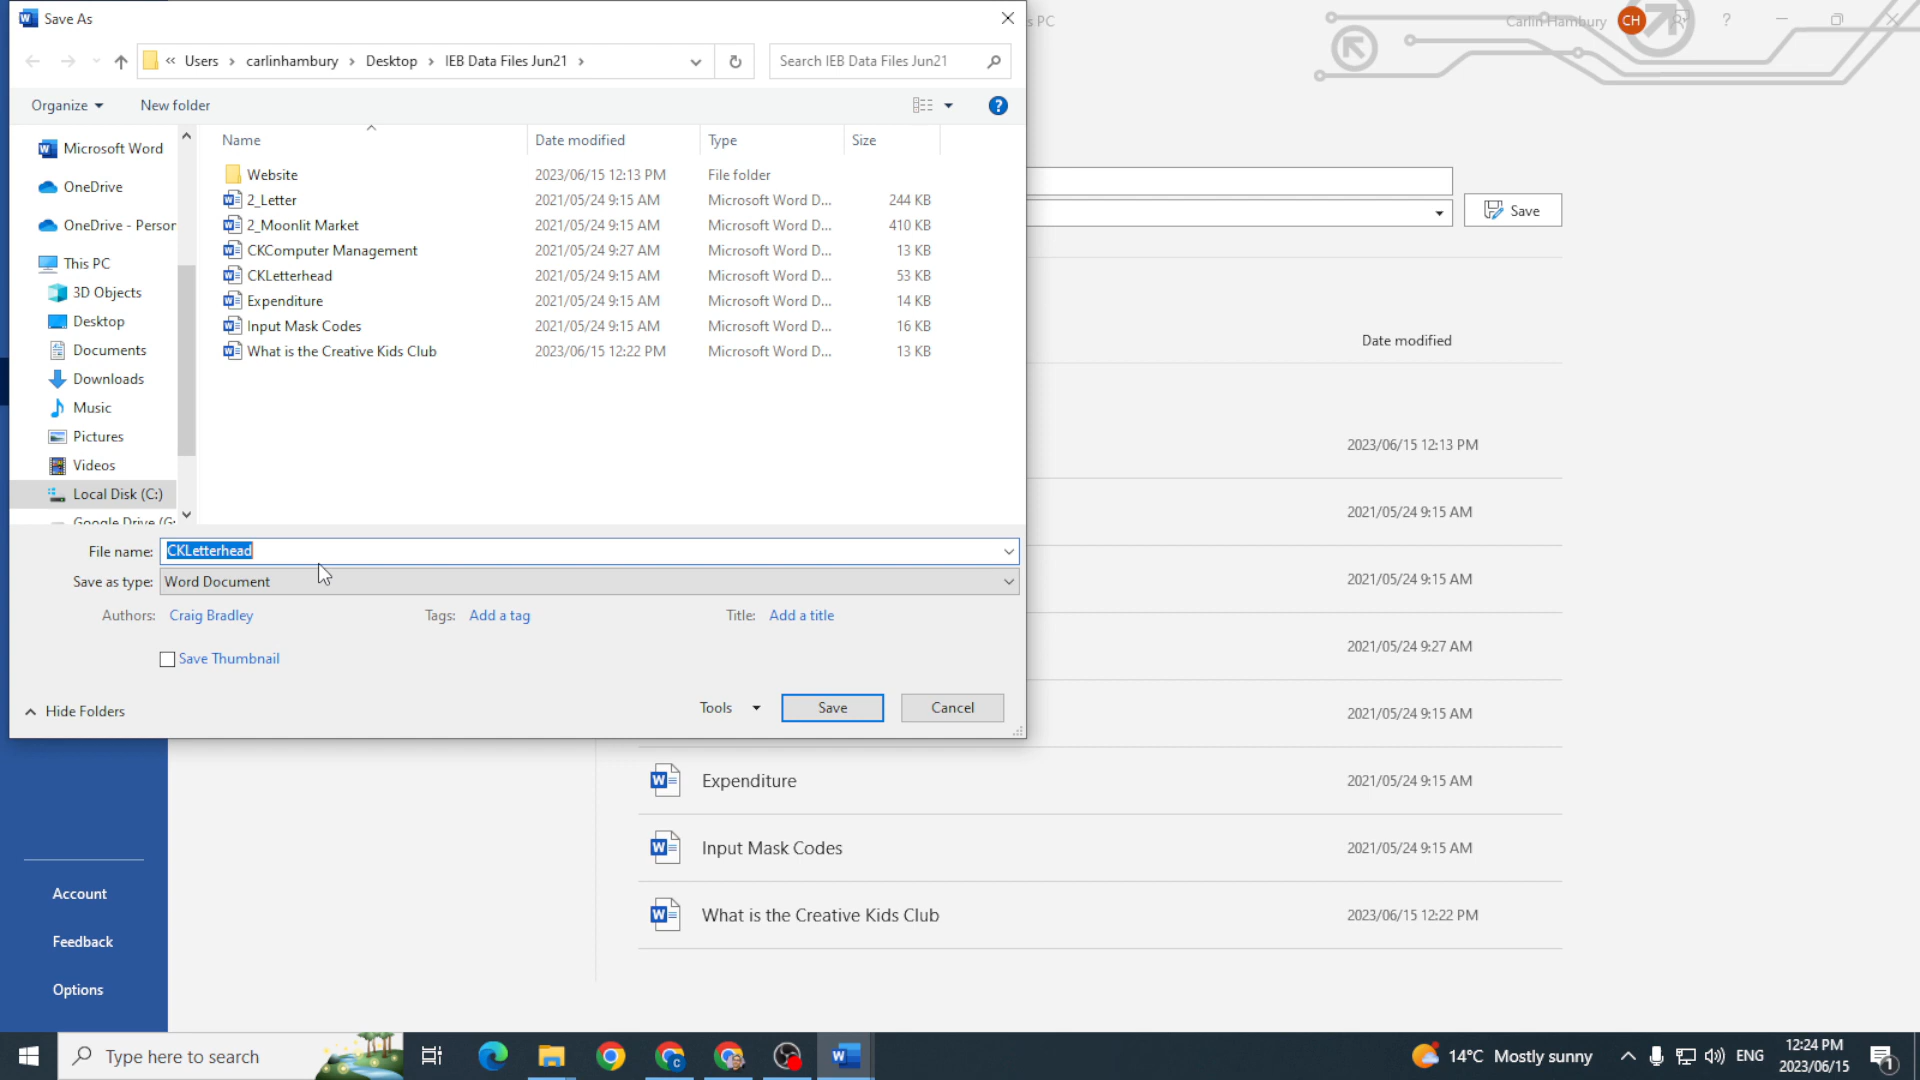 Save As
s PC
Carlin Hambury
CH
?
« Users › carlinhambury › Desktop › IEB Data Files Jun21 ›
Search IEB Data Files Jun21
Organize
New folder
?
Name
Date modified
Type
Size
Microsoft Word
OneDrive
OneDrive - Person
This PC
3D Objects
Desktop
Documents
Downloads
Music
Pictures
Videos
Local Disk (C:)
Google Drive (G:
Website 2023/06/15 12:13 PM File folder
2_Letter 2021/05/24 9:15 AM Microsoft Word D... 244 KB
2_Moonlit Market 2021/05/24 9:15 AM Microsoft Word D... 410 KB
CKComputer Management 2021/05/24 9:27 AM Microsoft Word D... 13 KB
CKLetterhead 2021/05/24 9:15 AM Microsoft Word D... 53 KB
Expenditure 2021/05/24 9:15 AM Microsoft Word D... 14 KB
Input Mask Codes 2021/05/24 9:15 AM Microsoft Word D... 16 KB
What is the Creative Kids Club 2023/06/15 12:22 PM Microsoft Word D... 13 KB
File name: CKLetterhead
Save as type: Word Document
Authors: Craig Bradley
Tags: Add a tag
Title: Add a title
Save Thumbnail
Hide Folders
Tools
Save
Cancel
Save
Date modified
2023/06/15 12:13 PM
2021/05/24 9:15 AM
2021/05/24 9:15 AM
2021/05/24 9:27 AM
2021/05/24 9:15 AM
Expenditure 2021/05/24 9:15 AM
Input Mask Codes 2021/05/24 9:15 AM
What is the Creative Kids Club 2023/06/15 12:22 PM
Account
Feedback
Options
Type here to search
14°C Mostly sunny
ENG
12:24 PM
2023/06/15
1